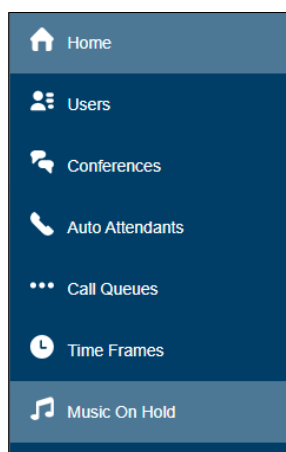 Home
Users
Conferences
Auto Attendants
Call Queues
Time Frames
Music On Hold